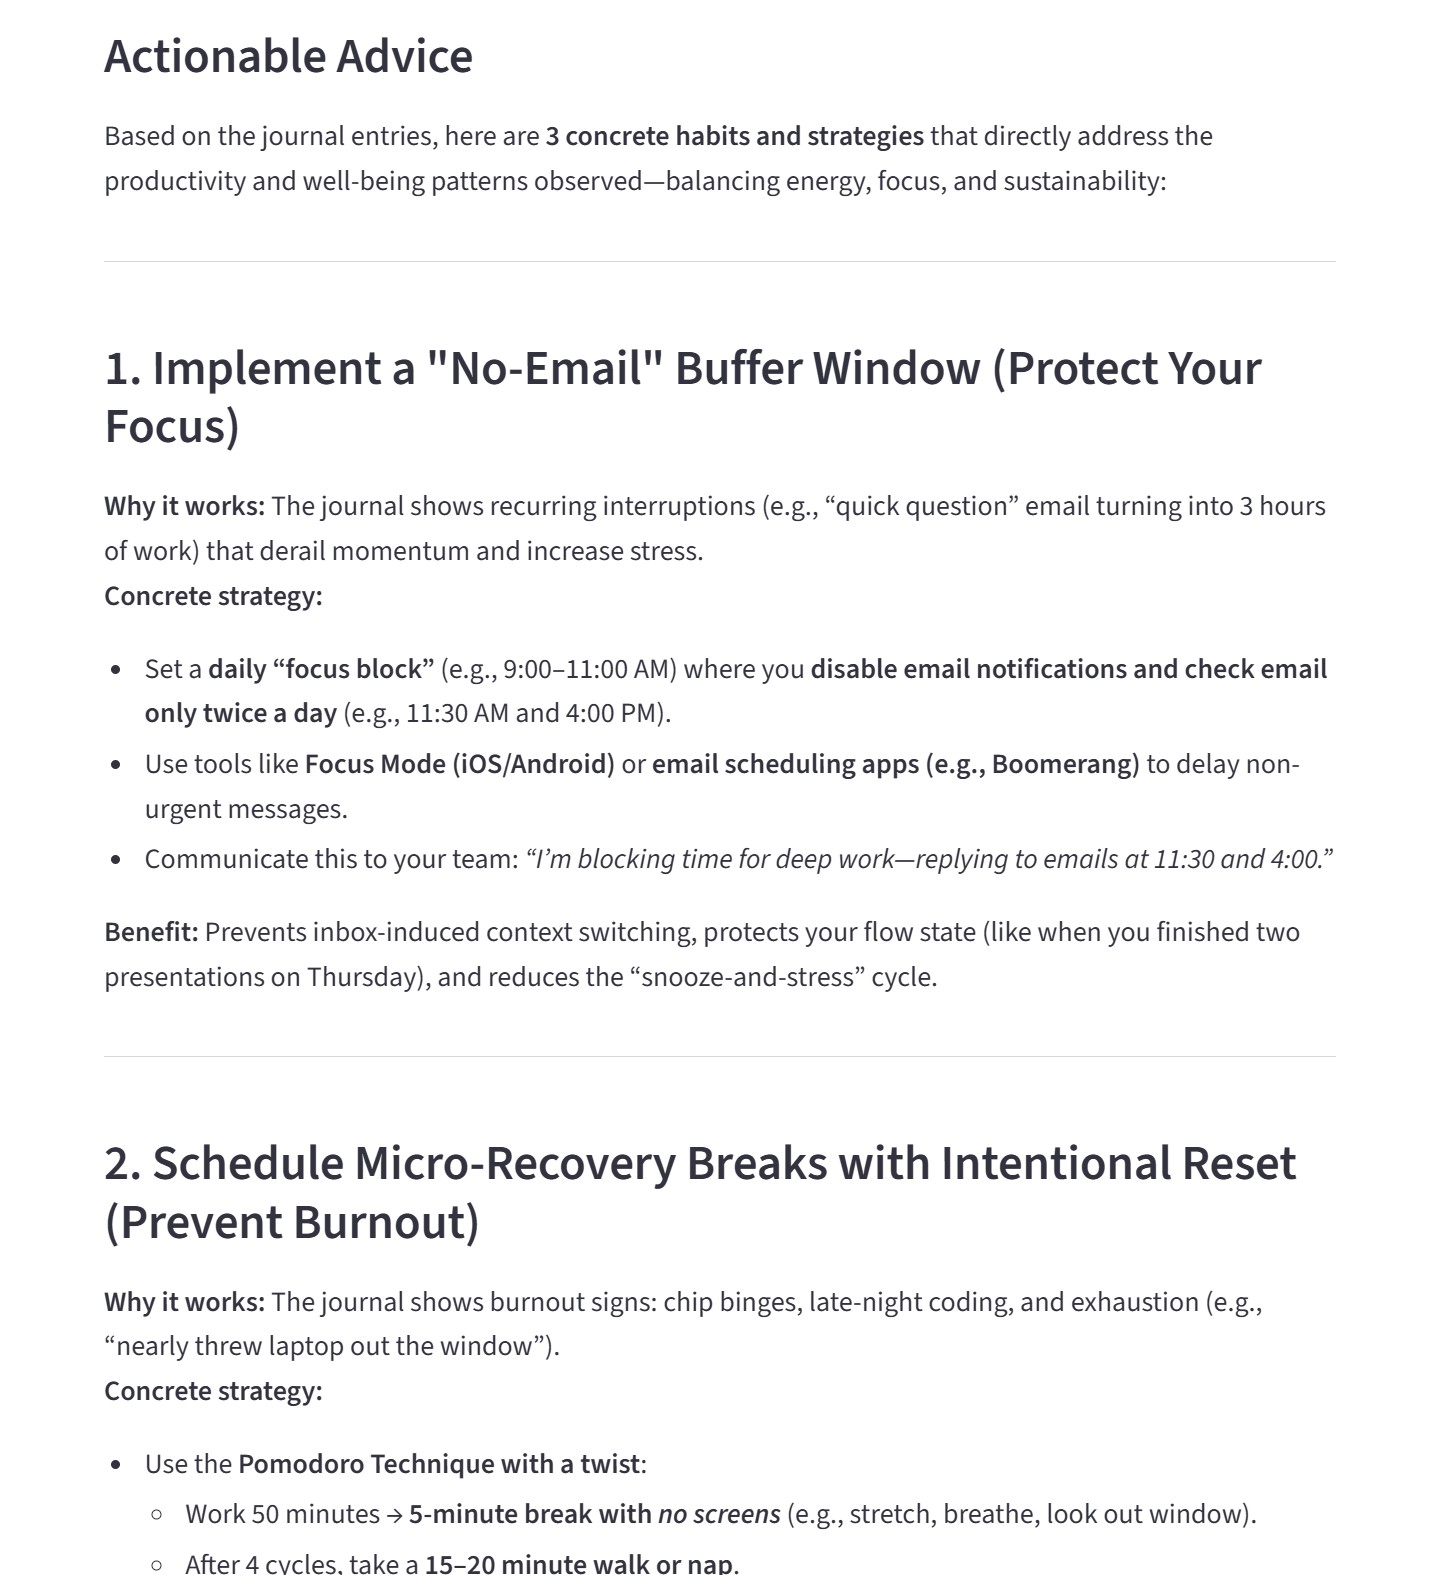 Actionable Advice
Based on the journal entries, here are 3 concrete habits and strategies that directly address the
productivity and well-being patterns observed—balancing energy, focus, and sustainability:
1. Implement a "No-Email" Buffer Window (Protect Your
Focus)
Why it works: The journal shows recurring interruptions (e.g., “quick question” email turning into 3 hours
of work) that derail momentum and increase stress.
Concrete strategy:
• Set a daily “focus block” (e.g., 9:00–11:00 AM) where you disable email notifications and check email
only twice a day (e.g., 11:30 AM and 4:00 PM).
• Use tools like Focus Mode (iOS/Android) or email scheduling apps (e.g., Boomerang) to delay non-
urgent messages.
• Communicate this to your team: “I’m blocking time for deep work—replying to emails at 11:30 and 4:00.”
Benefit: Prevents inbox-induced context switching, protects your flow state (like when you finished two
presentations on Thursday), and reduces the “snooze-and-stress” cycle.
2. Schedule Micro-Recovery Breaks with Intentional Reset
(Prevent Burnout)
Why it works: The journal shows burnout signs: chip binges, late-night coding, and exhaustion (e.g.,
“nearly threw laptop out the window”).
Concrete strategy:
• Use the Pomodoro Technique with a twist:
◦ Work 50 minutes → 5-minute break with no screens (e.g., stretch, breathe, look out window).
◦ After 4 cycles, take a 15–20 minute walk or nap.